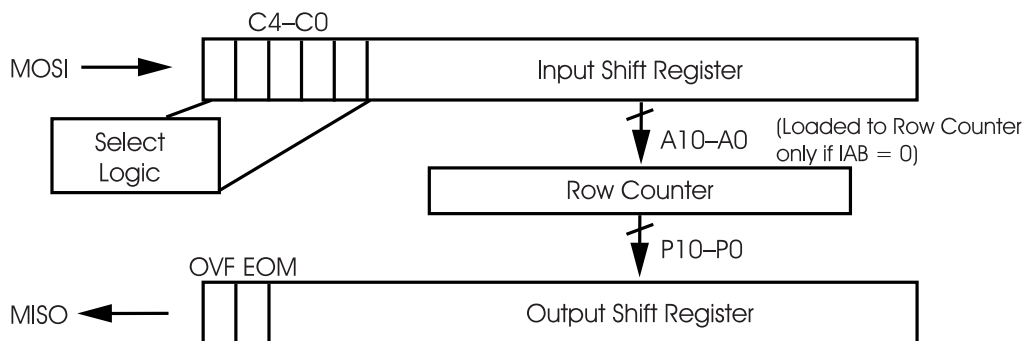 C4–C0
MOSI
Input Shift Register
Select
Logic
A10–A0
(Loaded to Row Counter
only if IAB = 0)
Row Counter
P10–P0
OVF EOM
MISO
Output Shift Register